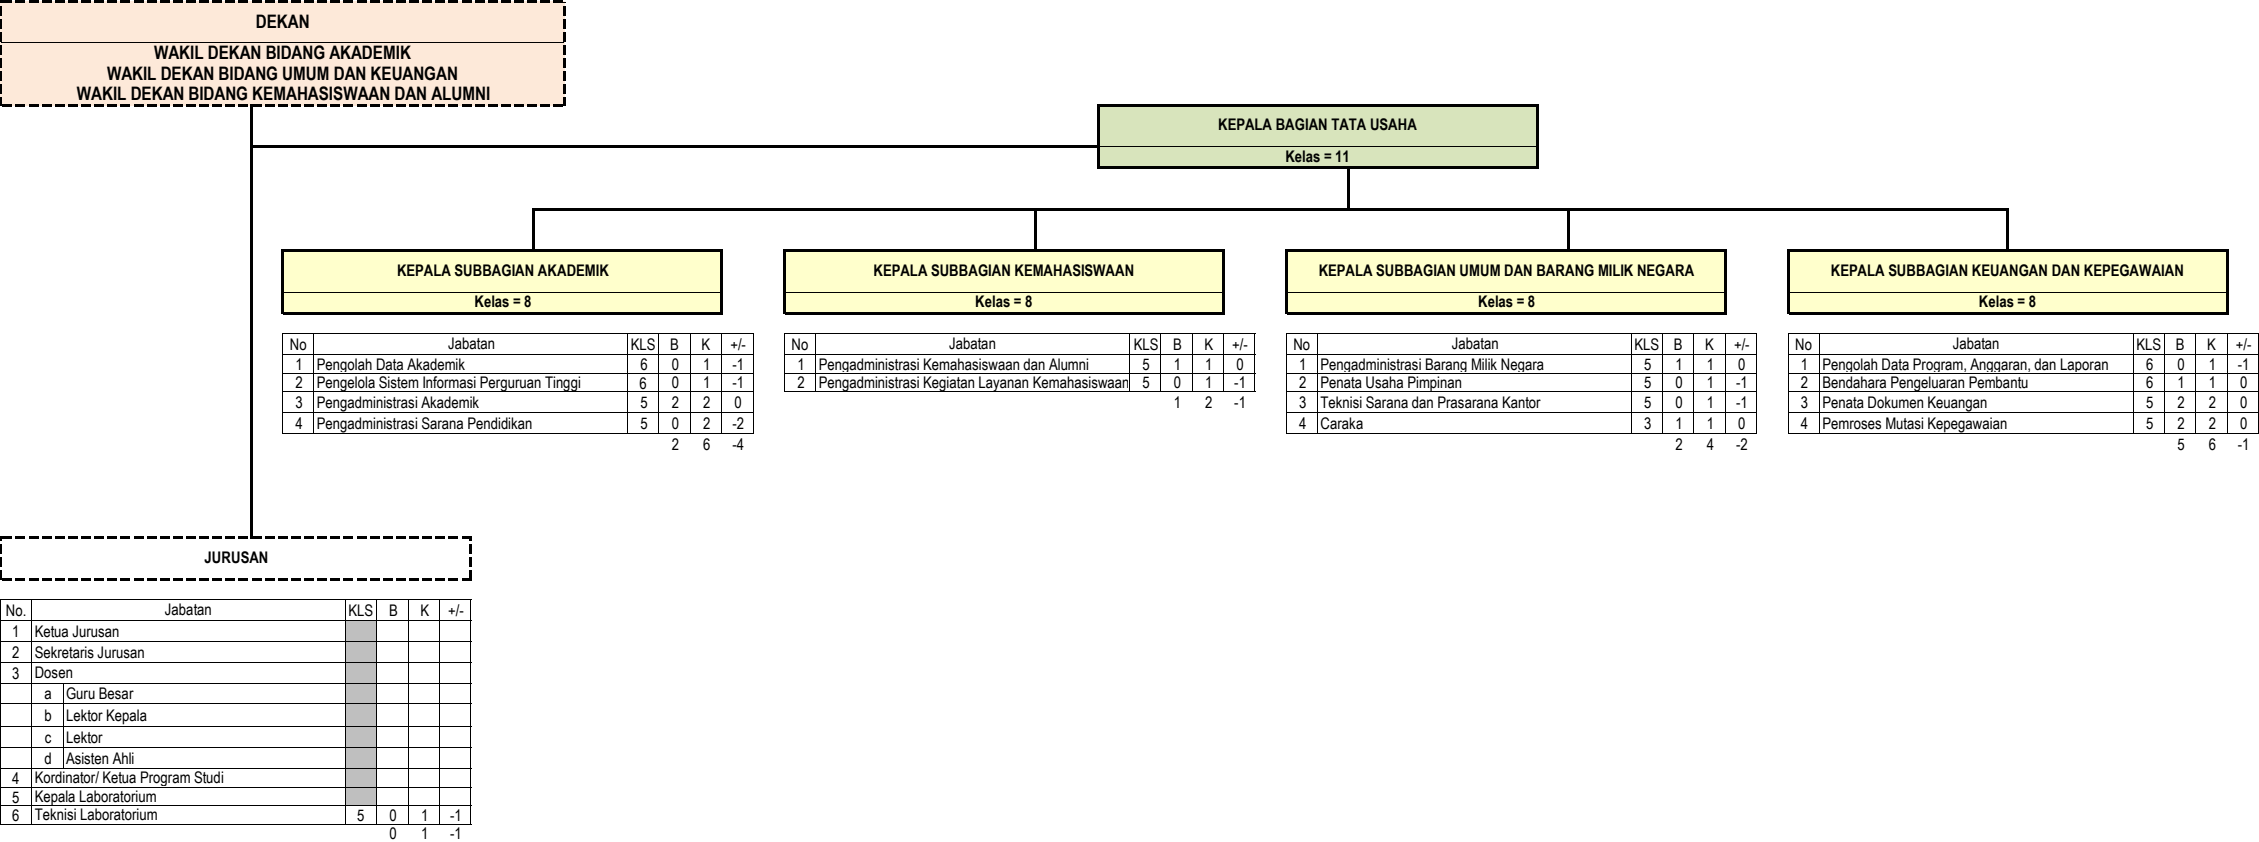 DEKAN
WAKIL DEKAN BIDANG AKADEMIK
WAKIL DEKAN BIDANG UMUM DAN KEUANGAN
WAKIL DEKAN BIDANG KEMAHASISWAAN DAN ALUMNI
KEPALA BAGIAN TATA USAHA
Kelas = 11
KEPALA SUBBAGIAN AKADEMIK
Kelas = 8
No Jabatan KLS B K +/-
1 Pengolah Data Akademik 6 0 1 -1
2 Pengelola Sistem Informasi Perguruan Tinggi 6 0 1 -1
3 Pengadministrasi Akademik 5 2 2 0
4 Pengadministrasi Sarana Pendidikan 5 0 2 -2
2 6 -4
KEPALA SUBBAGIAN KEMAHASISWAAN
Kelas = 8
No Jabatan KLS B K +/-
1 Pengadministrasi Kemahasiswaan dan Alumni 5 1 1 0
2 Pengadministrasi Kegiatan Layanan Kemahasiswaan 5 0 1 -1
1 2 -1
KEPALA SUBBAGIAN UMUM DAN BARANG MILIK NEGARA
Kelas = 8
No Jabatan KLS B K +/-
1 Pengadministrasi Barang Milik Negara 5 1 1 0
2 Penata Usaha Pimpinan 5 0 1 -1
3 Teknisi Sarana dan Prasarana Kantor 5 0 1 -1
4 Caraka 3 1 1 0
2 4 -2
KEPALA SUBBAGIAN KEUANGAN DAN KEPEGAWAIAN
Kelas = 8
No Jabatan KLS B K +/-
1 Pengolah Data Program, Anggaran, dan Laporan 6 0 1 -1
2 Bendahara Pengeluaran Pembantu 6 1 1 0
3 Penata Dokumen Keuangan 5 2 2 0
4 Pemroses Mutasi Kepegawaian 5 2 2 0
5 6 -1
JURUSAN
No. Jabatan KLS B K +/-
1 Ketua Jurusan
2 Sekretaris Jurusan
3 Dosen
a Guru Besar
b Lektor Kepala
c Lektor
d Asisten Ahli
4 Kordinator/ Ketua Program Studi
5 Kepala Laboratorium
6 Teknisi Laboratorium 5 0 1 -1
0 1 -1